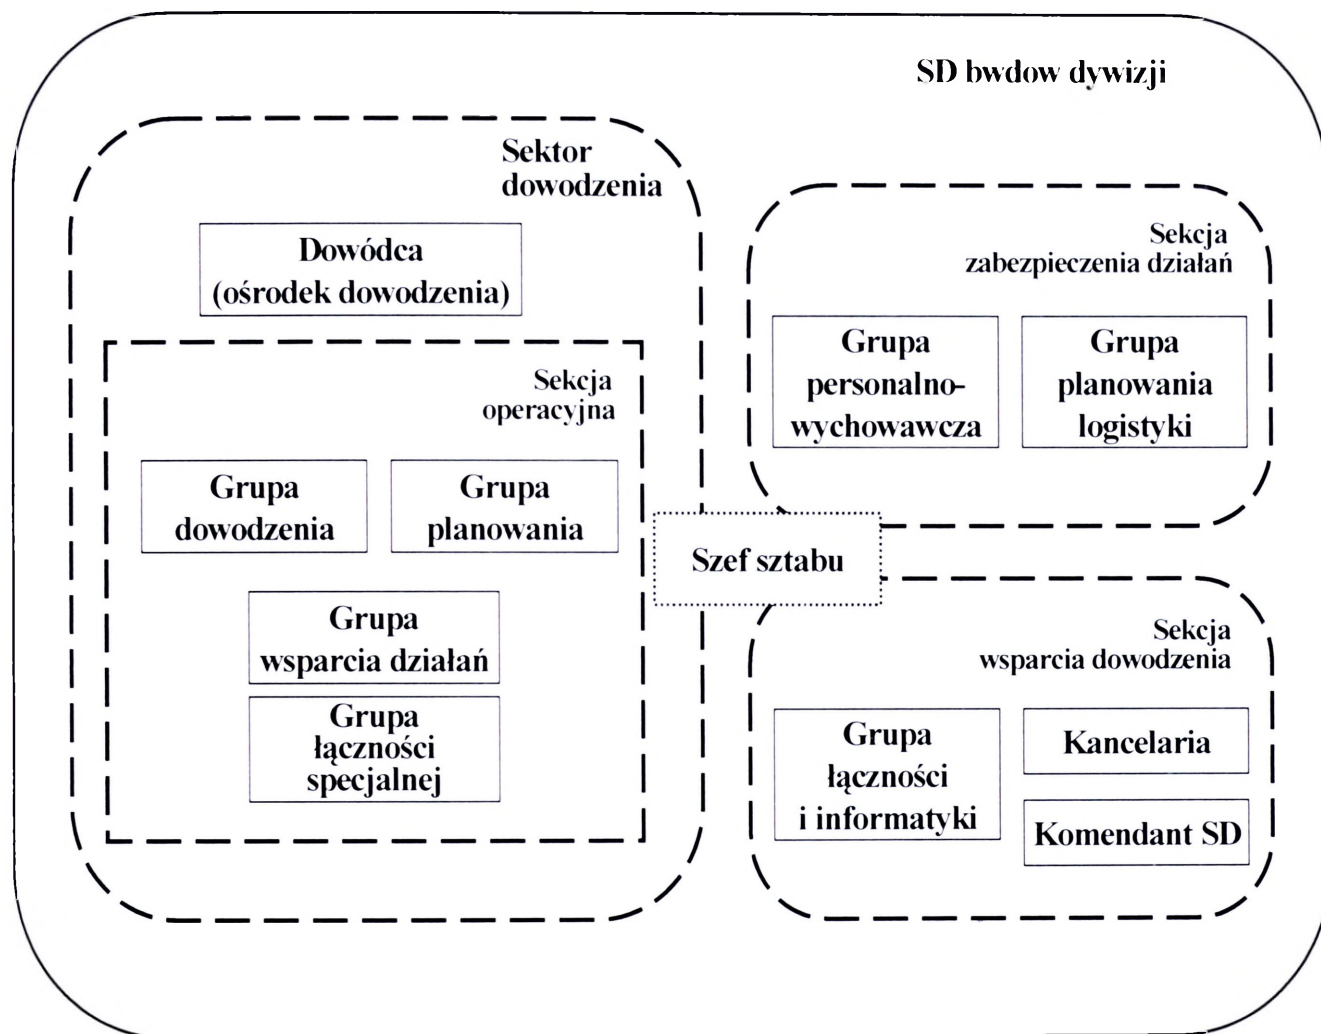 SD bwdow dywizji
Sektor
dowodzenia
Dowódca
(ośrodek dowodzenia)
Sekcja
operacyjna
Grupa
dowodzenia
Grupa
planowania
Grupa
wsparcia działań
Grupa
łączności
specjalnej
Szef sztabu
Sekcja
zabezpieczenia działań
Grupa
personalno-
wychowawcza
Grupa
planowania
logistyki
Sekcja
wsparcia dowodzenia
Grupa
łączności
i informatyki
Kancelaria
Komendant SD